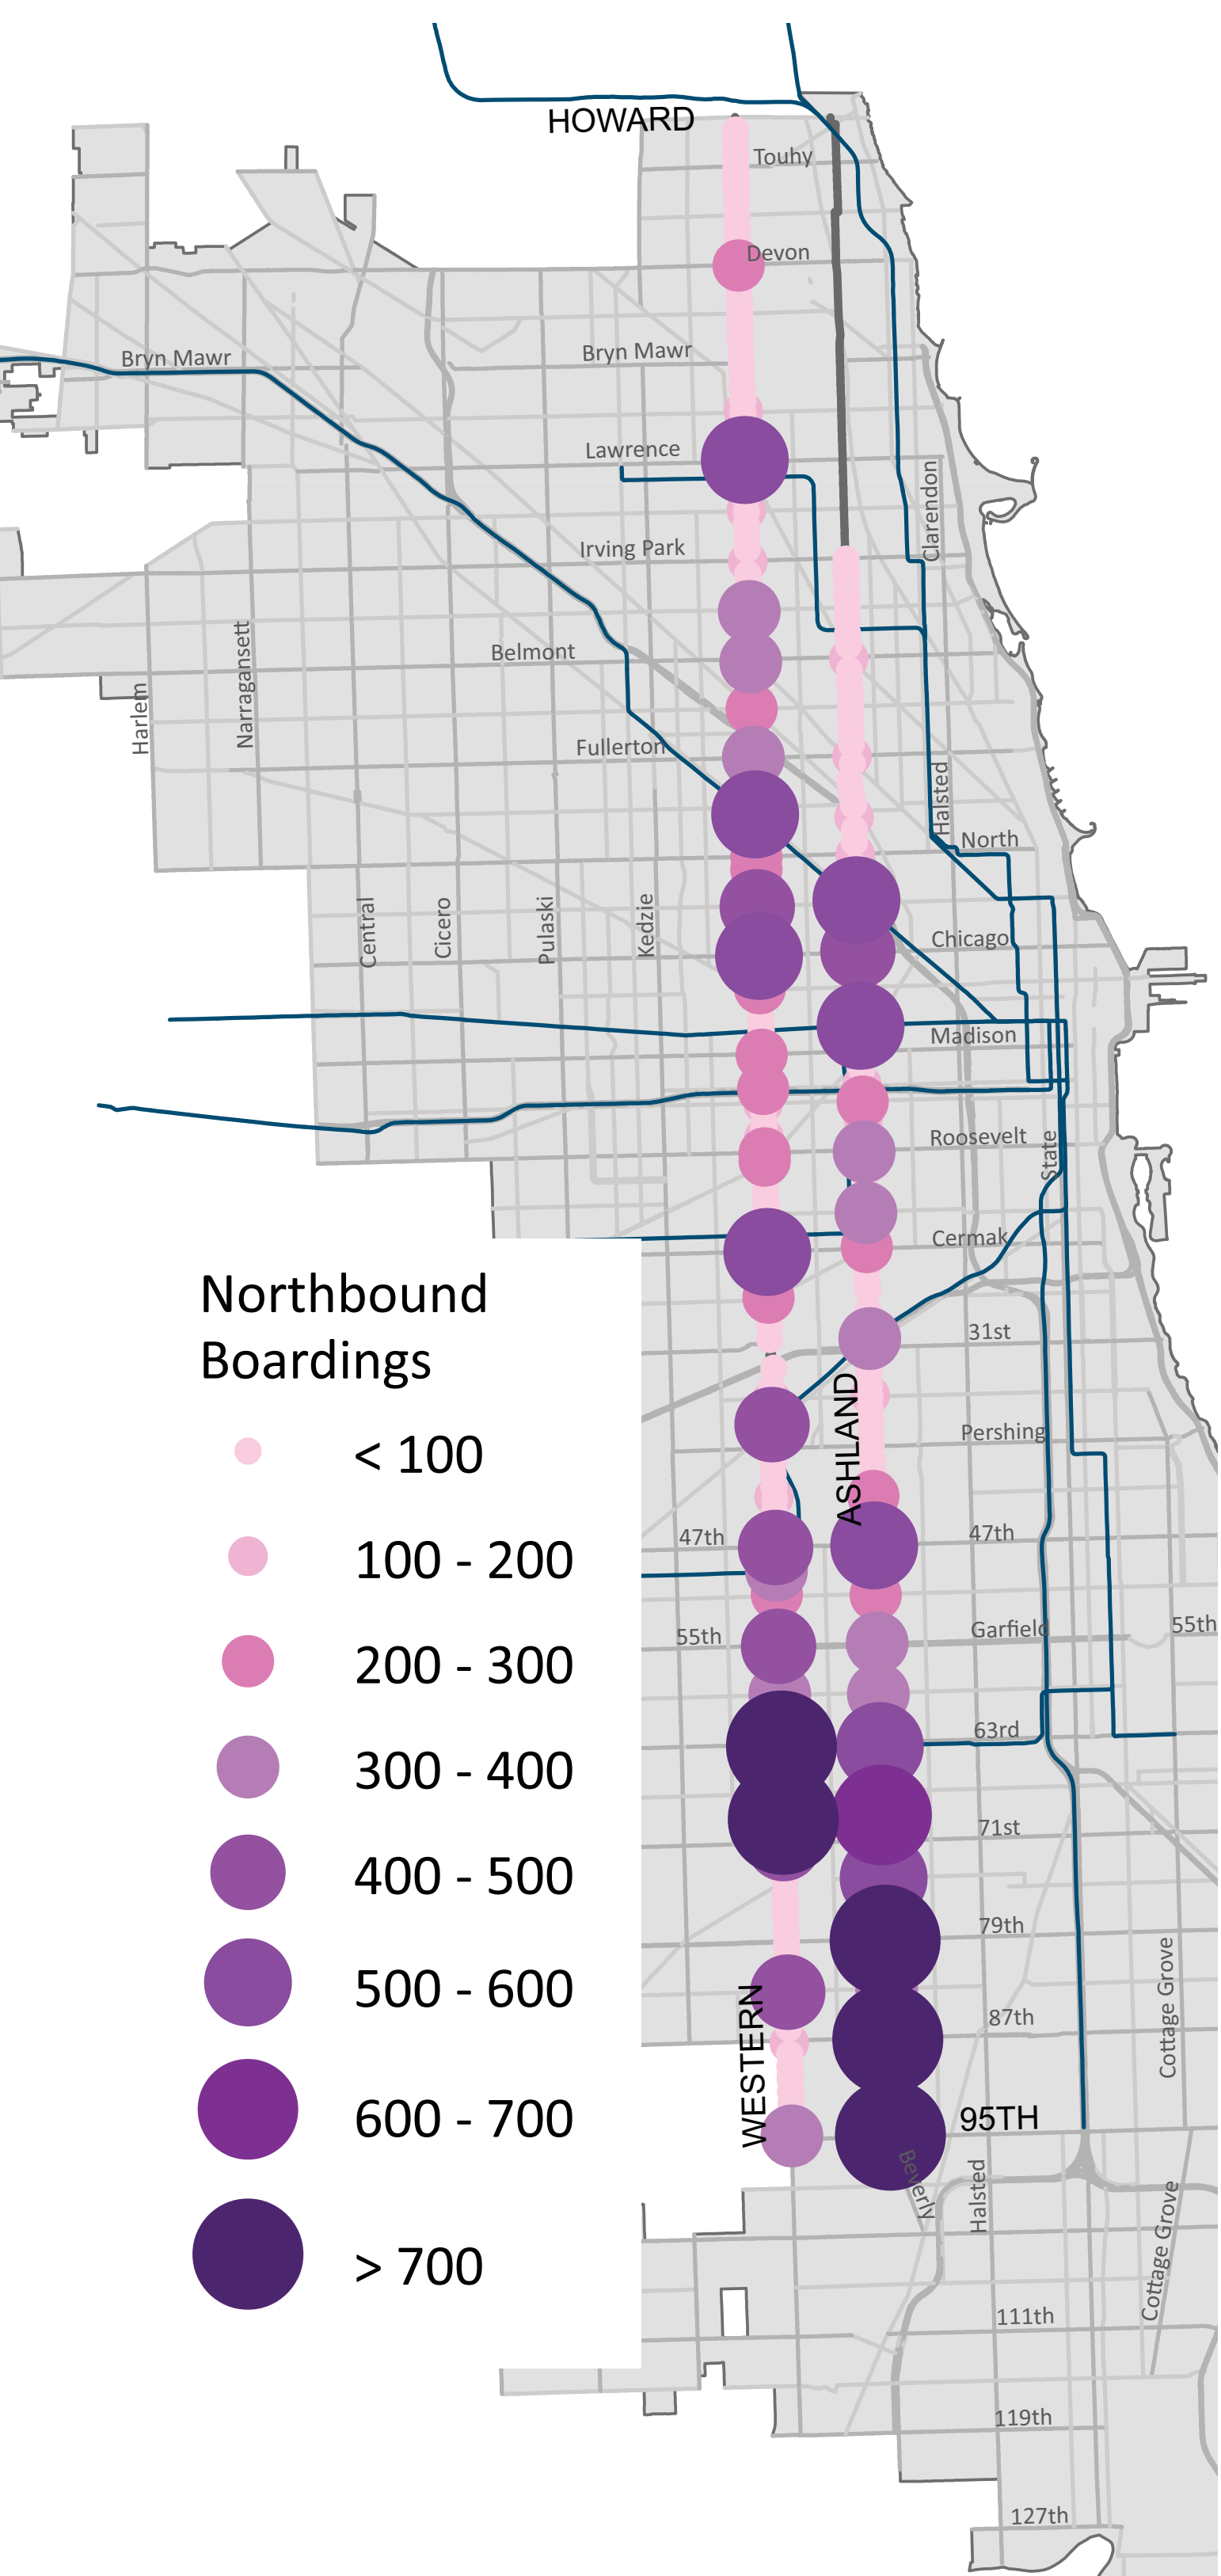 HOWARD
Touhy
Devon
Bryn Mawr
Bryn Mawr
Lawrence
Clarendon
Irving Park
Narragansett
Belmont
Harlem
Fullerton
Halsted
North
Central
Cicero
Pulaski
Kedzie
Chicago
Madison
Roosevelt
State
Cermak
31st
ASHLAND
Pershing
47th
47th
55th
Garfield
55th
63rd
71st
79th
87th
Cottage Grove
WESTERN
95TH
Beverly
Halsted
Cottage Grove
111th
119th
127th
Northbound
Boardings
< 100
100 - 200
200 - 300
300 - 400
400 - 500
500 - 600
600 - 700
> 700